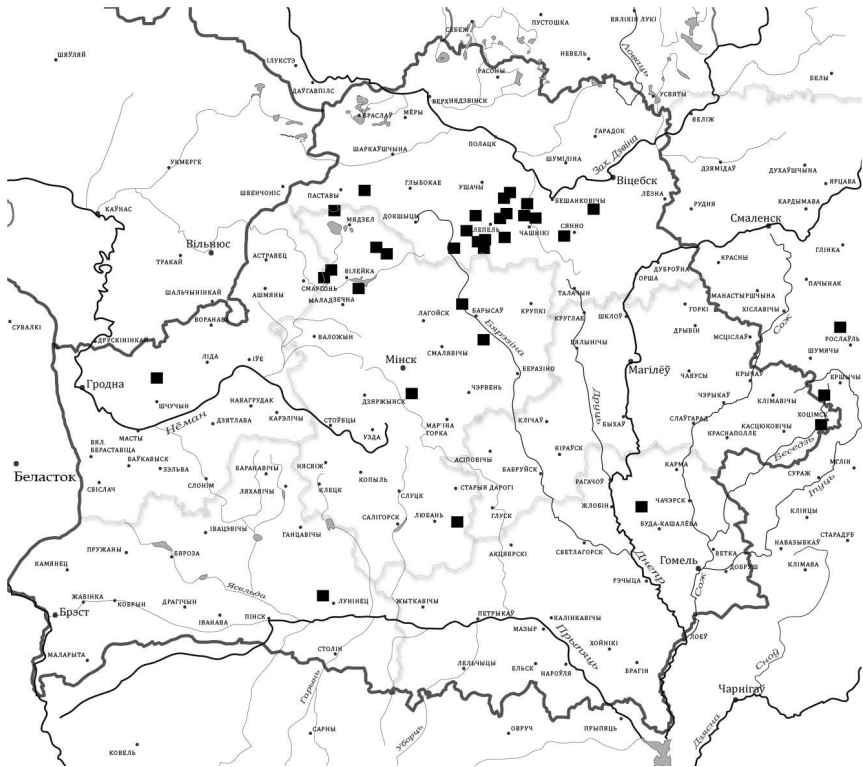 ПУСТОШКА
ВЯЛІКІЯ ЛУКІ
СЕБЕЖ
НЕВЕЛЬ
Ловаць
ШЯЎЛЯЙ
ІЛУКСТЭ
РАСОНЫ
БЕЛЫ
ДАЎГАВПІЛС
ВЕРХНЯДЗВІНСК
УСВЯТЫ
БРАСЛАЎ
МЁРЫ
ВЕЛІЖ
ПОЛАЦК
ГАРАДОК
ШАРКАЎШЧЫНА
ШУМІЛІНА
Зах. Дзвіна
УКМЕРГЕ
ДЗЯМІДАЎ
ДУХАЎШЧЫНА
ШВЕНЧОНІС
ПАСТАВЫ
ГЛЫБОКАЕ
УШАЧЫ
Віцебск
ЯРЦАВА
БЕШАНКОВІЧЫ
ЛЁЗНА
РУДНЯ
КАРДЫМАВА
КАЎНАС
МЯДЗЕЛ
ДОКШЫЦЫ
ЛЕПЕЛЬ
ЧАШНІКІ
СЯННО
Смаленск
Вільнюс
ГЛІНКА
ТРАКАЙ
АСТРАВЕЦ
КРАСНЫ
ДУБРОЎНА
ОРША
ВІЛЕЙКА
ПАЧЫНАК
СМАРГОНЬ
ШАЛЬЧЫНІНКАЙ
АШМЯНЫ
МАЛАДЗЕЧНА
ТАЛАЧЫН
МАНАСТЫРШЧЫНА
ЛАГОЙСК
БАРЫСАЎ
КРУПКІ
ГОРКІ
ХІСЛАВІЧЫ
СУВАЛКІ
ВОРАНАВА
КРУГЛАЕ
ШКЛОЎ
Сож
ДРУСКІНІНКАЙ
ВАЛОЖЫН
Бярэзіна
ДРЫБІН
МСЦІСЛАЎ
РОСЛАЎЛЬ
СМАЛЯВІЧЫ
БЯЛЫНІЧЫ
ШУМЯЧЫ
ЛІДА
ІЎЕ
Мінск
Магілёў
Гродна
БЕРАЗІНО
ЧАВУСЫ
КРЫЧАЎ
ЕРШЫЧЫ
ЧЭРВЕНЬ
Друць
ШЧУЧЫН
ДЗЯРЖЫНСК
ЧЭРЫКАЎ
КЛІМАВІЧЫ
НАВАГРУДАК
КАРЭЛІЧЫ
ХОЦІМСК
Нёман
ДЗЯТЛАВА
СТОЎБЦЫ
МАР'ІНА
ГОРКА
КЛІЧАЎ
БЫХАЎ
СЛАЎГАРАД
КАСЦЮКОВІЧЫ
УЗДА
КРАСНАПОЛЛЕ
МАСТЫ
ВЯЛ.
БЕРАСТАВІЦА
ВАЎКАВЫСК
Беседзь
Беласток
ЗЭЛЬВА
НЯСВІЖ
АСІПОВІЧЫ
КІРАЎСК
БАРАНАВІЧЫ
КАПЫЛЬ
БАБРУЙСК
КАРМА
СУРАЖ
МГЛІН
СВІСЛАЧ
СЛОНІМ
ЛЯХАВІЧЫ
КЛЕЦК
СЛУЦК
СТАРЫЯ ДАРОГІ
РАГАЧОЎ
Іпуць
ЖЛОБІН
ЧАЧЭРСК
ЛЮБАНЬ
ГЛУСК
КЛІНЦЫ
САЛІГОРСК
ІВАЦЭВІЧЫ
ГАНЦАВІЧЫ
БУДА-КАШАЛЁВА
СТАРАДУБ
ПРУЖАНЫ
БЯРОЗА
АКЦЯБРСКІ
СВЕТЛАГОРСК
ВЕТКА
НАВАЗЫБКАЎ
КАМЯНЕЦ
Днепр
Гомель
ДОБРУШ
КЛІМАВА
Ясельда
РЭЧЫЦА
Сож
ЖАБІНКА
КОБРЫН
ДРАГІЧЫН
ЛУНІНЕЦ
ЖЫТКАВІЧЫ
Брэст
ІВАНАВА
ПІНСК
ПЕТРЫКАЎ
КАЛІНКАВІЧЫ
МАЗЫР
Прыпяць
ЛОЕЎ
СТОЛІН
ХОЙНІКІ
МАЛАРЫТА
ЛЕЛЬЧЫЦЫ
ЕЛЬСК
НАРОЎЛЯ
БРАГІН
Сноў
Гарынь
Чарнігаў
Уборць
САРНЫ
ОВРУЧ
ПРЫПЯЦЬ
Дзясна
КОВЕЛЬ